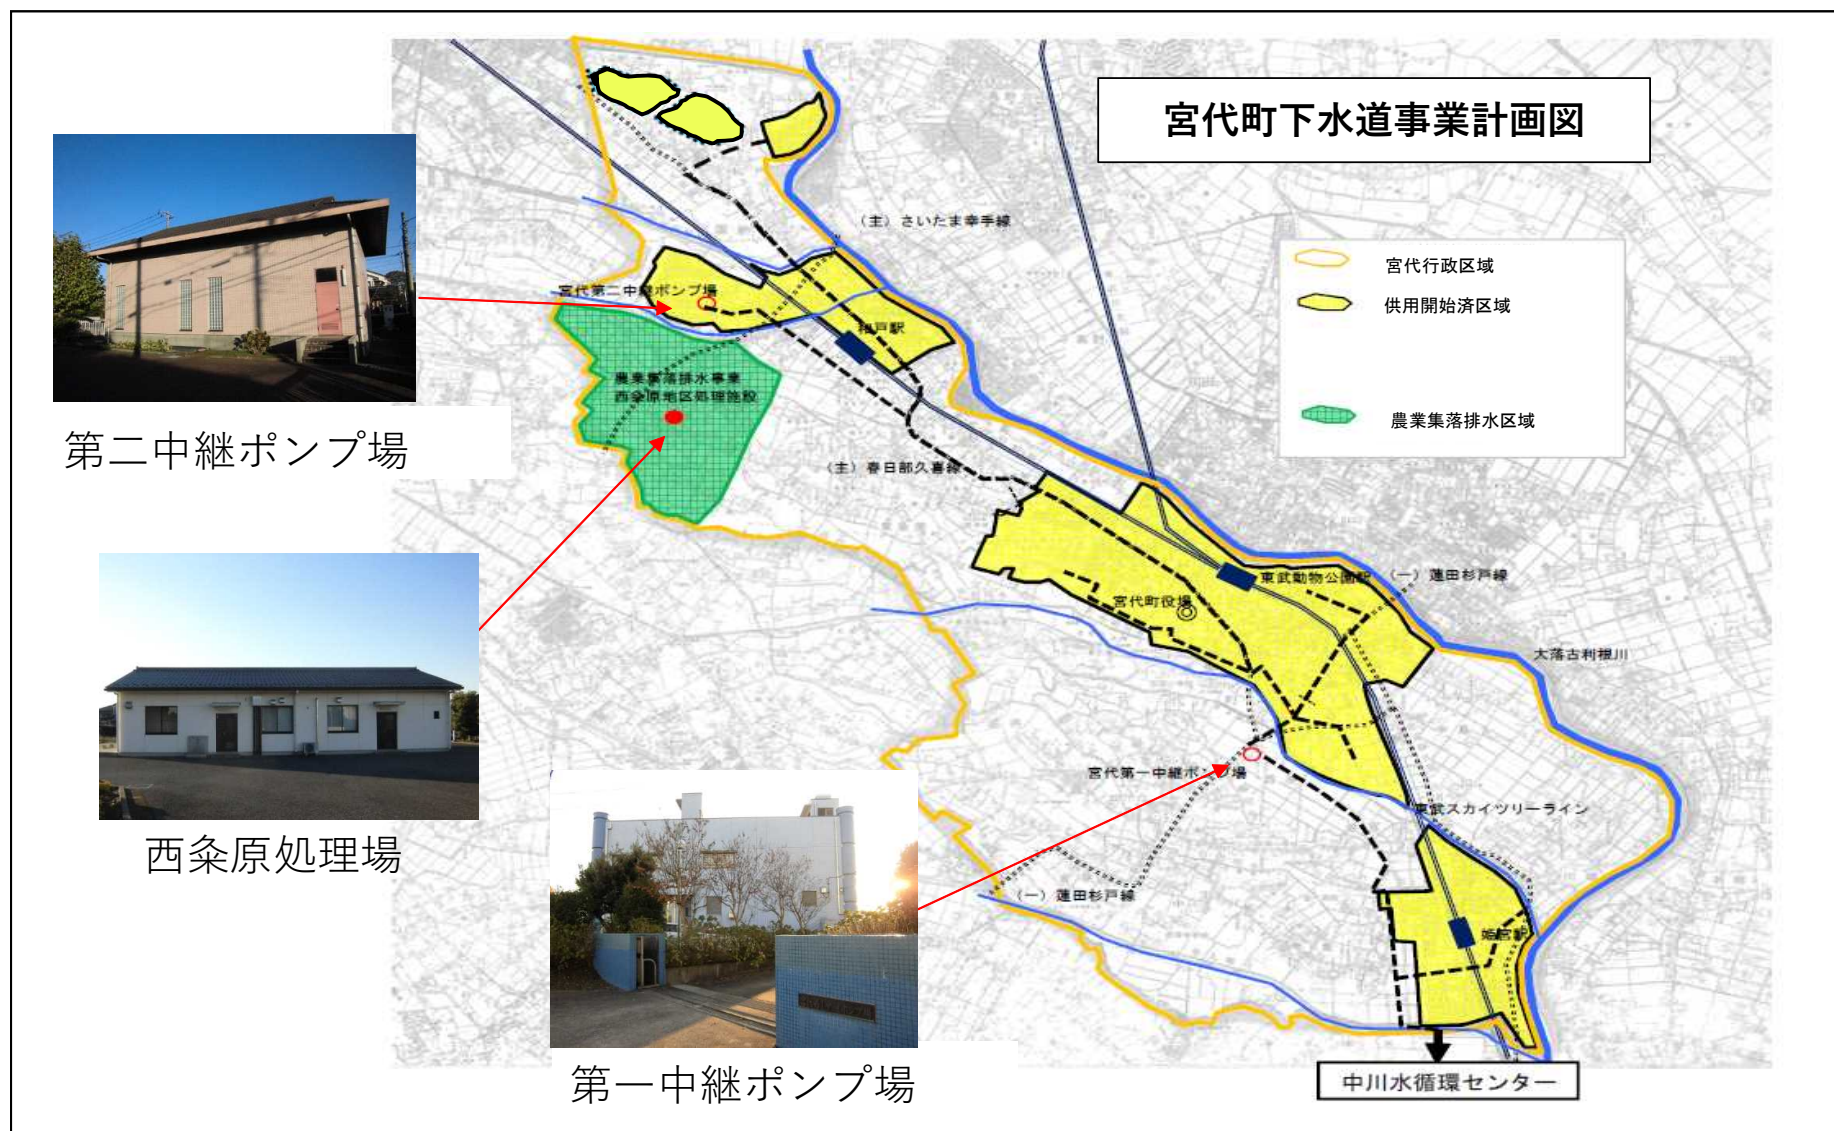 宮代町下水道事業計画図
(主)さいたま幸手線
宮代行政区域
供用開始済区域
農業集落排水区域
宮代第二中継ポンプ場
和戸駅
農業集落排水事業
西粂原地区処理施設
第二中継ポンプ場
(主)春日部久喜線
東武動物公園駅
(一)蓮田杉戸線
宮代町役場
大落古利根川
宮代第一中継ポンプ場
東武スカイツリーライン
西粂原処理場
(一)蓮田杉戸線
姫宮駅
第一中継ポンプ場
中川水循環センター